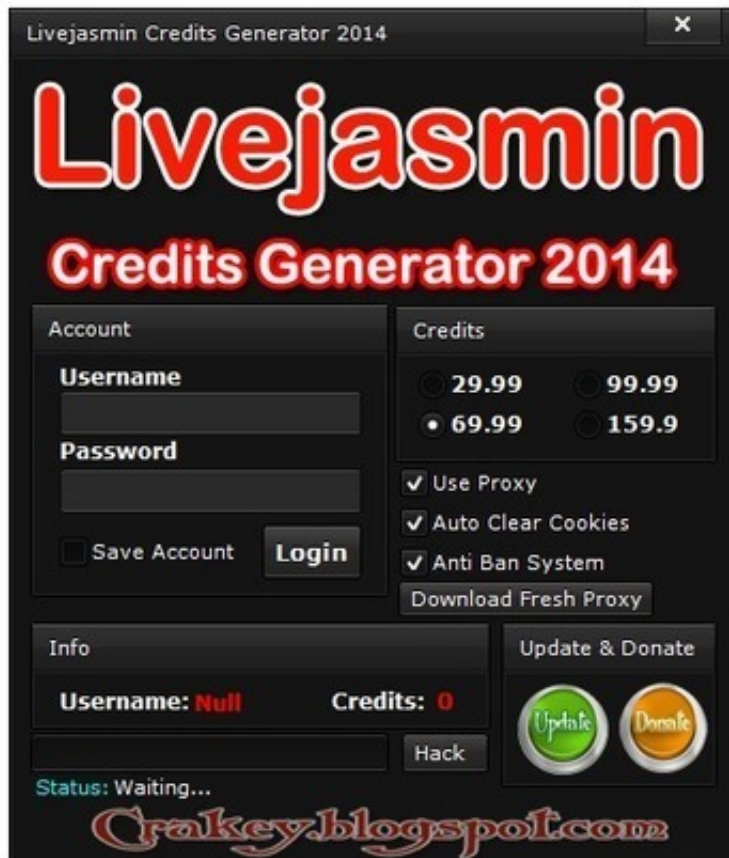 Livejasmin Credits Generator 2014
Livejasmin
Credits Generator 2014
Account
Username
Password
Save Account
Login
Credits
29.99
99.99
69.99
159.9
Use Proxy
Auto Clear Cookies
Anti Ban System
Download Fresh Proxy
Info
Username: Null
Credits: 0
Hack
Status: Waiting...
Update & Donate
Update
Donate
Crakey.blogspot.com